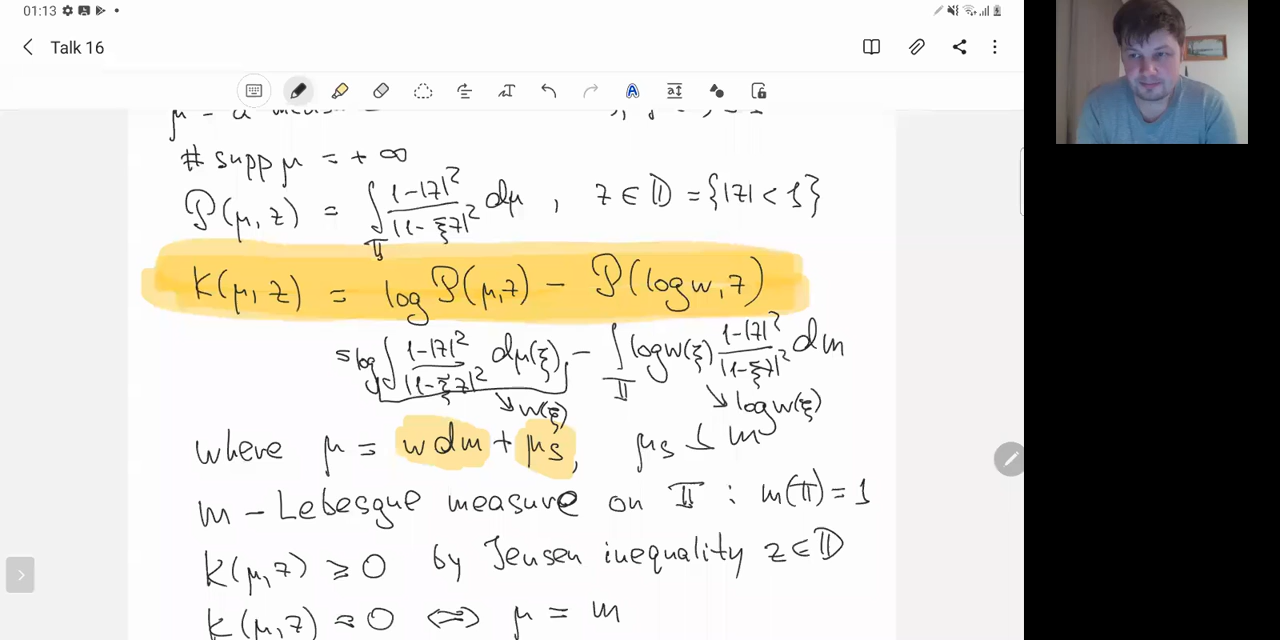 01:13
Talk 16
# supp μ = + ∞
P(μ, z) = ∫_𝕋 1-|z|² / |1-ξ̄z|² dμ , z ∈ 𝔻 = {|z| < 1}
K(μ, z) = log P(μ, z) - P(log w, z)
= log ∫ 1-|z|² / |1-ξ̄z|² dμ(ξ) - ∫_𝕋 log w(ξ) 1-|z|² / |1-ξ̄z|² dm
↘ w(ξ) ↘ log w(ξ)
where μ = w dm + μs, μs ⊥ m
m - Lebesgue measure on 𝕋 : m(𝕋) = 1
K(μ, z) ≥ 0 by Jensen inequality z ∈ 𝔻
K(μ, z) = 0 ⟺ μ = m